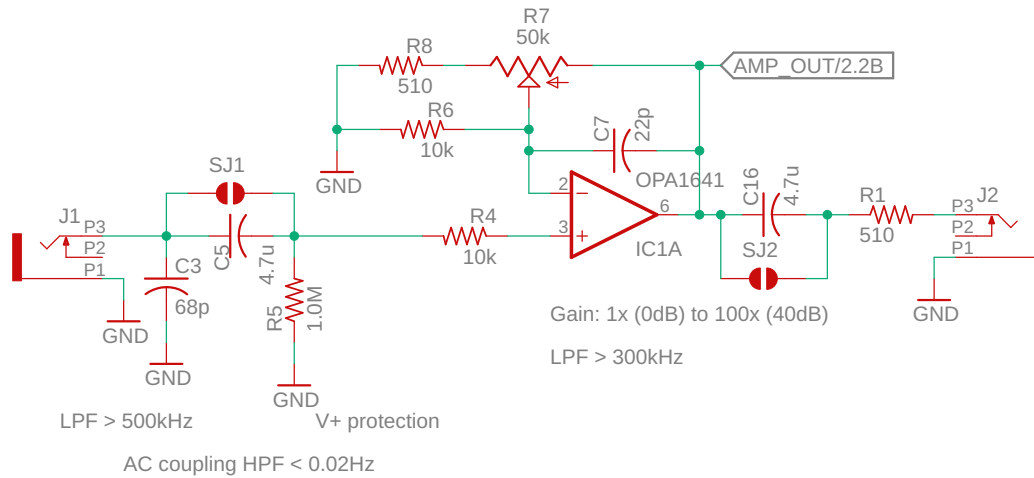 R7
50k
R8
510
AMP_OUT/2.2B
R6
10k
C7
22p
GND
SJ1
2
OPA1641
C16
4.7u
J1
P3
P2
P1
C5
4.7u
R4
10k
3
6
IC1A
SJ2
R1
510
J2
P3
P2
P1
C3
68p
R5
1.0M
GND
GND
GND
GND
Gain: 1x (0dB) to 100x (40dB)
LPF > 300kHz
LPF > 500kHz
V+ protection
AC coupling HPF < 0.02Hz